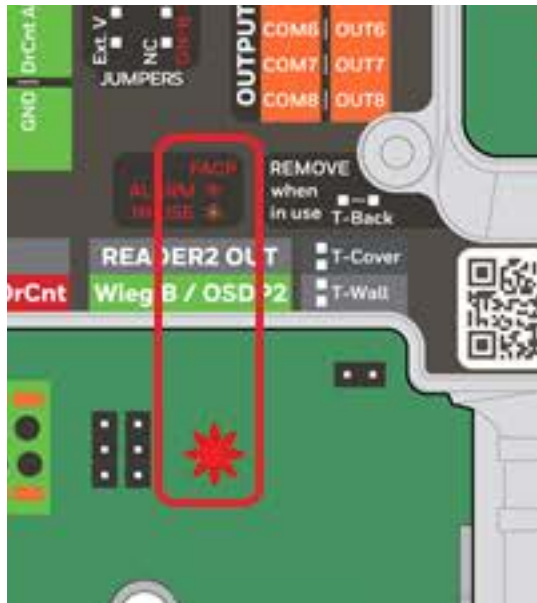 DrCnt A
GND
Ext. V
NC
JUMPERS
OUTPUT
COM6 | OUT6
COM7 | OUT7
COM8 | OUT8
FACP
ALARM
IN USE
REMOVE
when
in use
T-Back
READER2 OUT
T-Cover
DrCnt
Wieg B / OSDP2
T-Wall